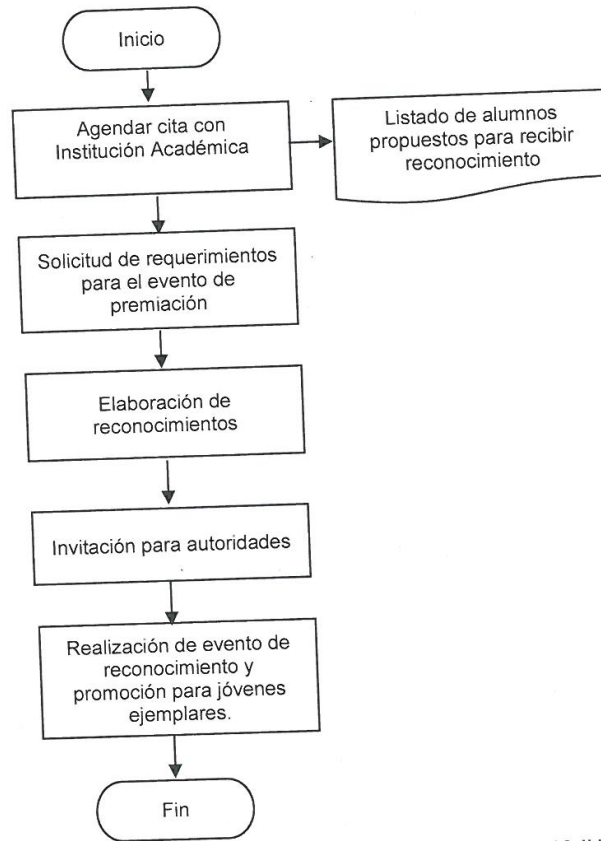 Inicio
Agendar cita con
Institución Académica
Listado de alumnos
propuestos para recibir
reconocimiento
Solicitud de requerimientos
para el evento de
premiación
Elaboración de
reconocimientos
Invitación para autoridades
Realización de evento de
reconocimiento y
promoción para jóvenes
ejemplares.
Fin